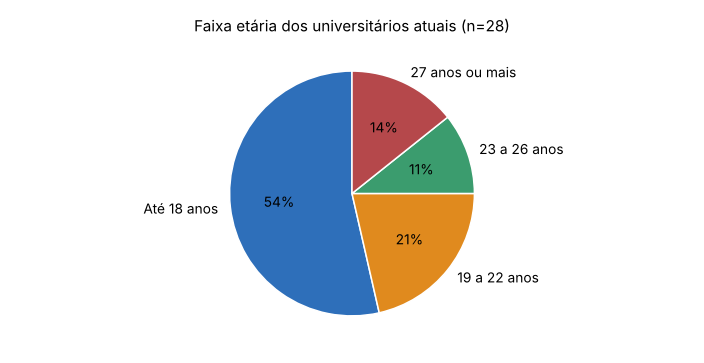 Faixa etária dos universitários atuais (n=28)
27 anos ou mais
14%
23 a 26 anos
11%
54%
Até 18 anos
21%
19 a 22 anos